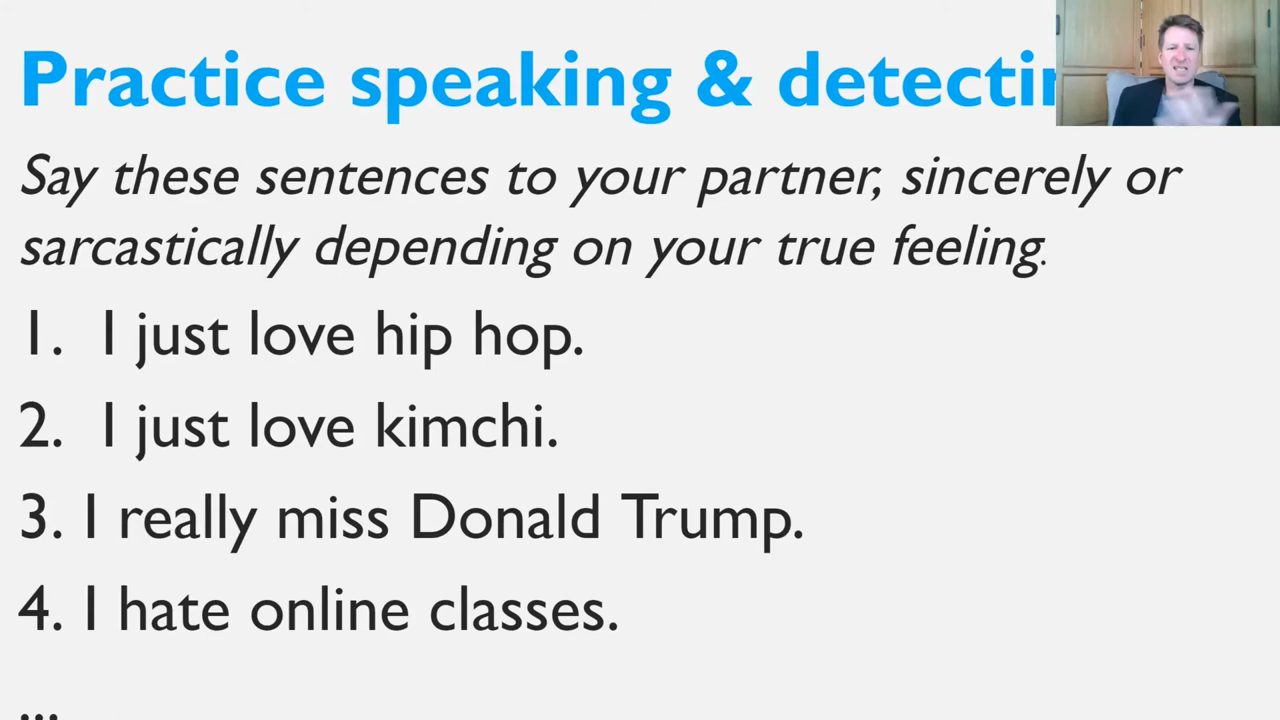 Practice speaking & detectin
Say these sentences to your partner, sincerely or
sarcastically depending on your true feeling.
1. I just love hip hop.
2. I just love kimchi.
3. I really miss Donald Trump.
4. I hate online classes.
...